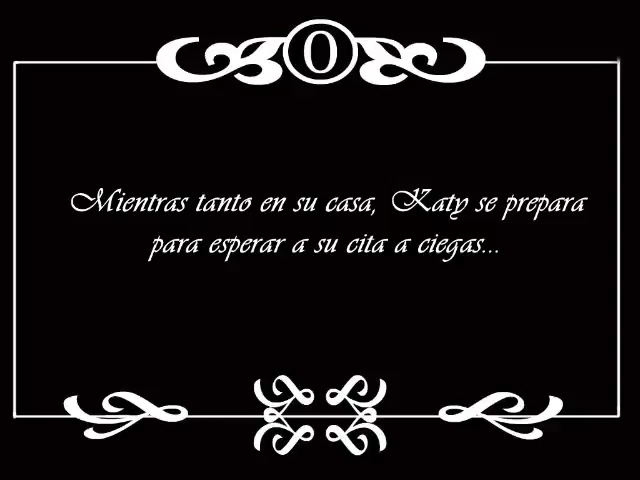 O
Mientras tanto en su casa, Katy se prepara
para esperar a su cita a ciegas...